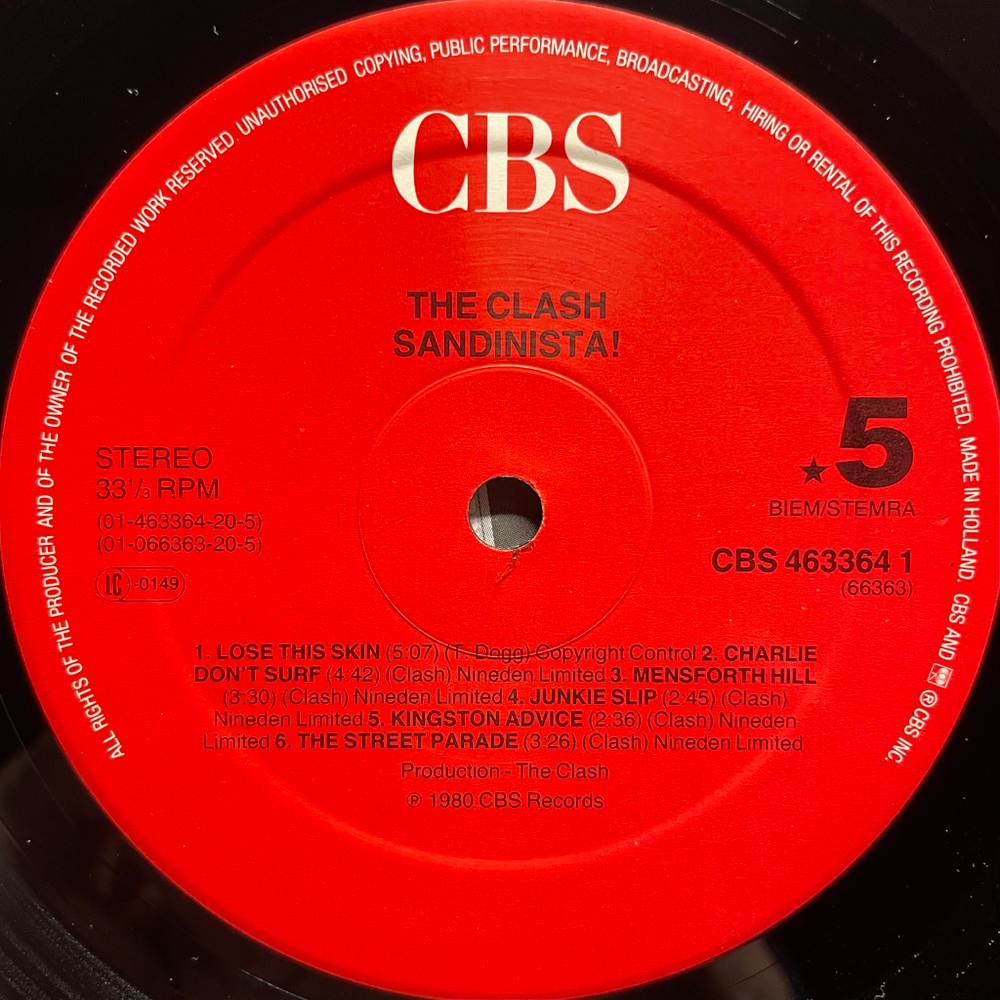 ALL RIGHTS OF THE PRODUCER AND OF THE OWNER OF THE RECORDED WORK RESERVED. UNAUTHORISED COPYING, PUBLIC PERFORMANCE, BROADCASTING, HIRING OR RENTAL OF THIS RECORDING PROHIBITED. MADE IN HOLLAND. CBS AND ℗ CBS INC.
CBS
THE CLASH
SANDINISTA!
STEREO
33⅓ RPM
(01-463364-20-5)
(01-066363-20-5)
LC-0149
★5
BIEM/STEMRA
CBS 463364 1
(66363)
1. LOSE THIS SKIN (5:07) (T. Dogg) Copyright Control 2. CHARLIE
DON'T SURF (4:42) (Clash) Nineden Limited 3. MENSFORTH HILL
(3:30) (Clash) Nineden Limited 4. JUNKIE SLIP (2:45) (Clash)
Nineden Limited 5. KINGSTON ADVICE (2:36) (Clash) Nineden
Limited 6. THE STREET PARADE (3:26) (Clash) Nineden Limited
Production - The Clash
℗ 1980 CBS Records